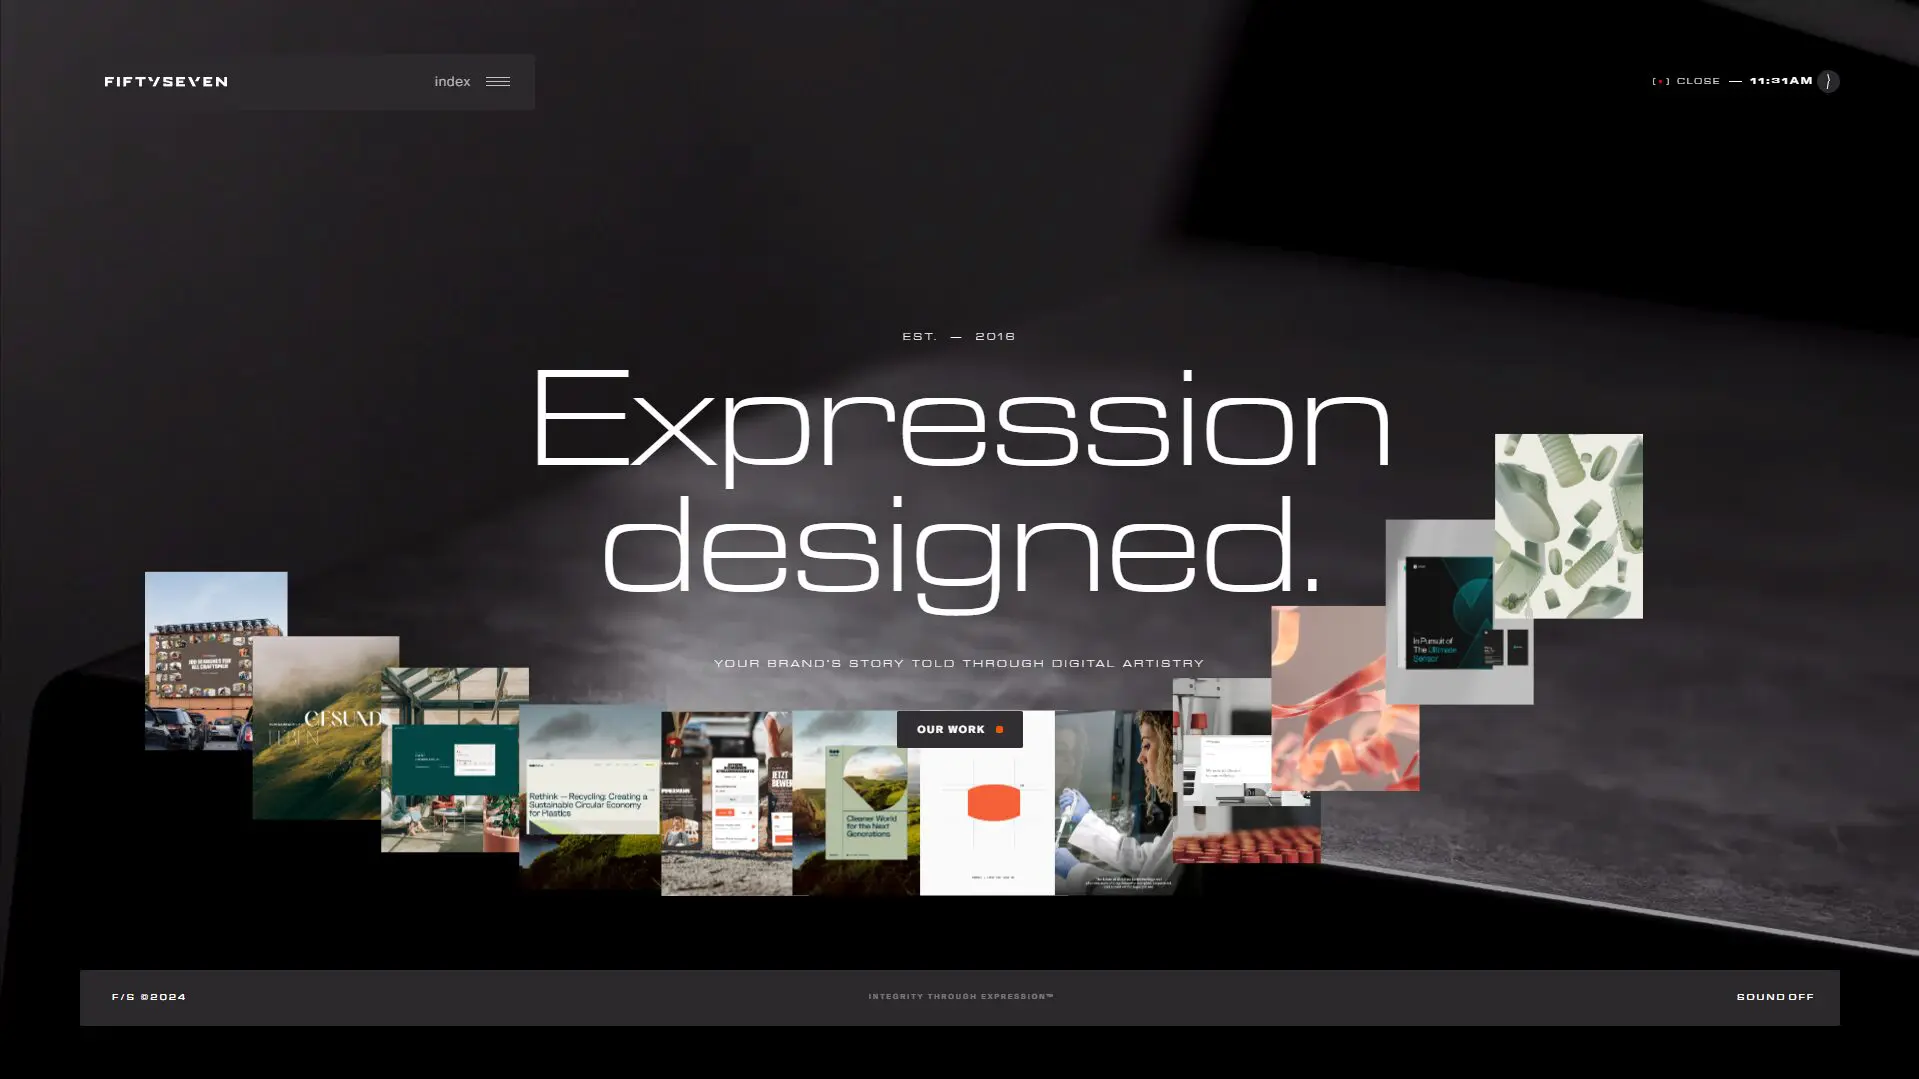 FIFTYSEVEN
index
[•] CLOSE — 11:31AM
EST. — 2016
Expression
designed.
YOUR BRAND'S STORY TOLD THROUGH DIGITAL ARTISTRY
OUR WORK
GESUND
LEBEN
Rethink — Recycling: Creating a
Sustainable Circular Economy
for Plastics
JETZT
Cleaner World
for the Next
Generations
In Pursuit of
The Ultimate
Sensor
F/S ©2024
INTEGRITY THROUGH EXPRESSION™
SOUND OFF